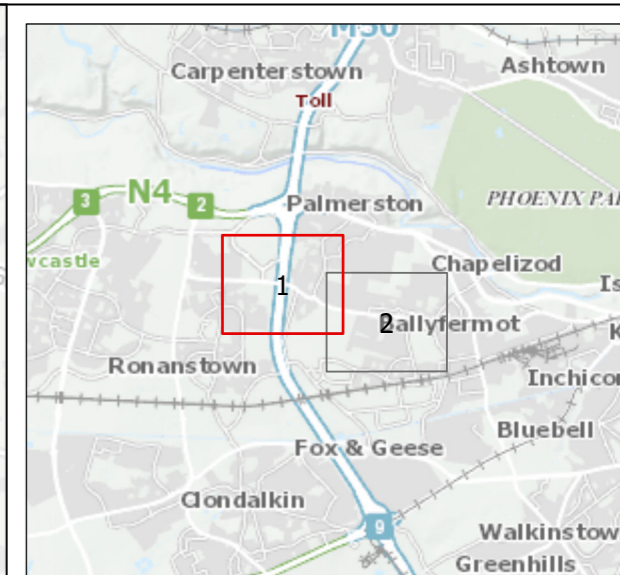 M50
Carpenterstown
Ashtown
Toll
3
N4
2
Palmerston
PHOENIX PA
wcastle
Chapelizod
1
Is
2
Ballyfermot
K
Ronanstown
Inchico
Bluebell
Fox & Geese
Clondalkin
9
Walkinstow
Greenhills